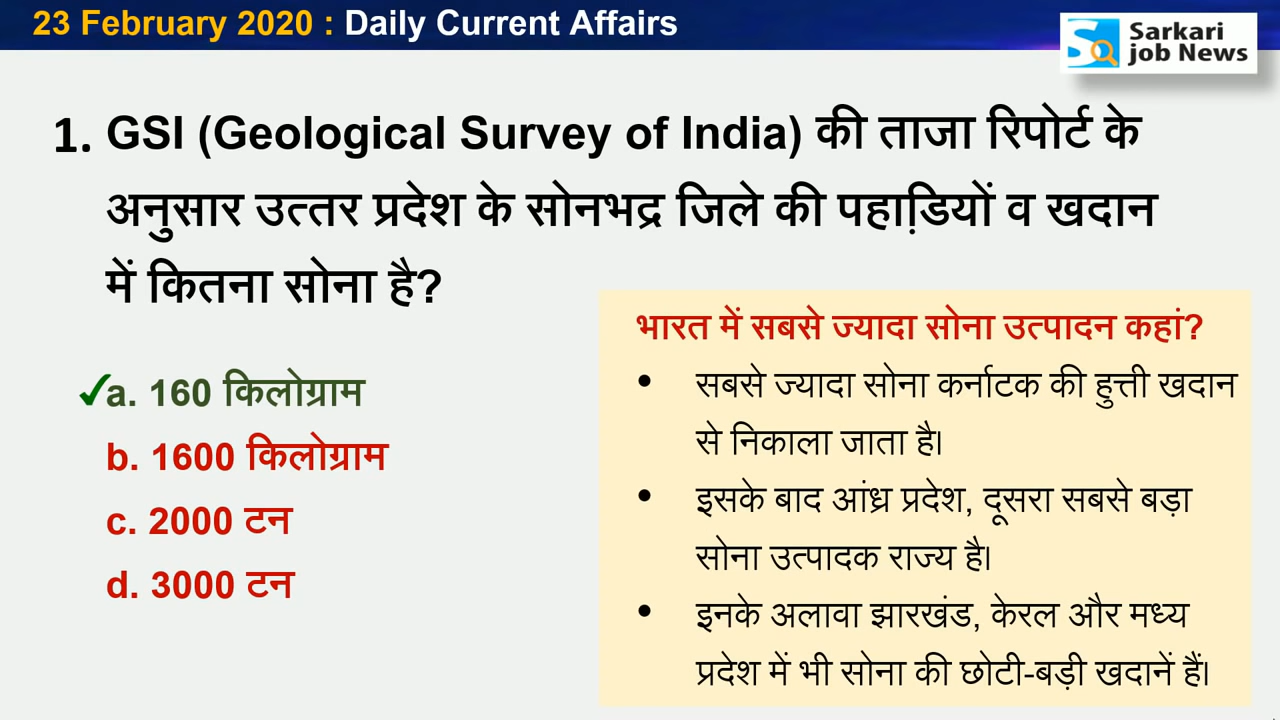 23 February 2020 : Daily Current Affairs
Sarkari
job News
1. GSI (Geological Survey of India) की ताजा रिपोर्ट के
अनुसार उत्तर प्रदेश के सोनभद्र जिले की पहाड़ियों व खदान
में कितना सोना है?
✓a. 160 किलोग्राम
b. 1600 किलोग्राम
c. 2000 टन
d. 3000 टन
भारत में सबसे ज्यादा सोना उत्पादन कहां?
• सबसे ज्यादा सोना कर्नाटक की हुत्ती खदान
से निकाला जाता है।
• इसके बाद आंध्र प्रदेश, दूसरा सबसे बड़ा
सोना उत्पादक राज्य है।
• इनके अलावा झारखंड, केरल और मध्य
प्रदेश में भी सोना की छोटी-बड़ी खदानें हैं।